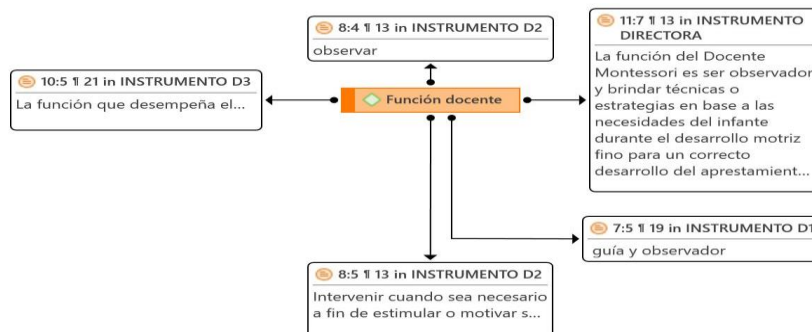 8:4 ¶ 13 in INSTRUMENTO D2
observar
11:7 ¶ 13 in INSTRUMENTO
DIRECTORA
La función del Docente
Montessori es ser observador
y brindar técnicas o
estrategias en base a las
necesidades del infante
durante el desarrollo motriz
fino para un correcto
desarrollo del aprestamient...
10:5 ¶ 21 in INSTRUMENTO D3
La función que desempeña el...
Función docente
7:5 ¶ 19 in INSTRUMENTO D1
guía y observador
8:5 ¶ 13 in INSTRUMENTO D2
Intervenir cuando sea necesario
a fin de estimular o motivar s...